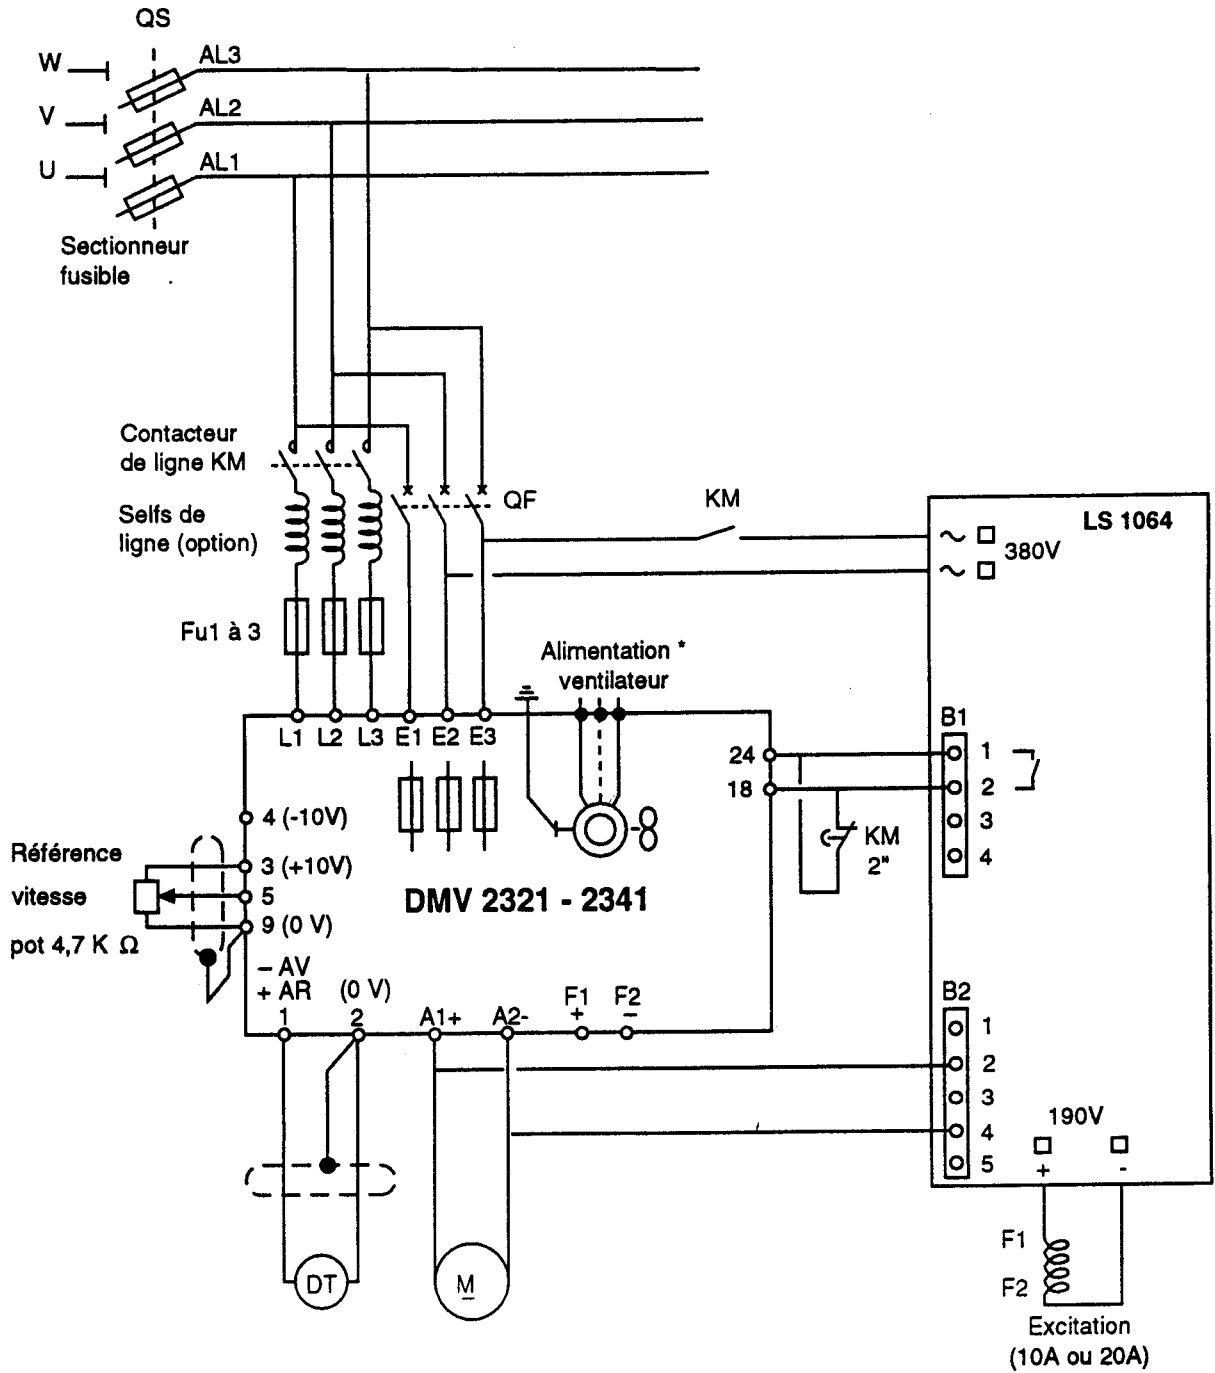 QS
W
AL3
V
AL2
U
AL1
Sectionneur
fusible
Contacteur
de ligne KM
Selfs de
ligne (option)
QF
KM
LS 1064
380V
Fu1 à 3
Alimentation *
ventilateur
L1 L2 L3 E1 E2 E3
24
18
B1
1
2
3
4
KM
2"
4 (-10V)
Référence
vitesse
pot 4,7 K Ω
3 (+10V)
5
9 (0 V)
DMV 2321 - 2341
– AV
+ AR
1
(0 V)
2
A1+
A2-
F1
+
F2
–
B2
1
2
3
4
5
190V
+
-
DT
M
F1
F2
Excitation
(10A ou 20A)